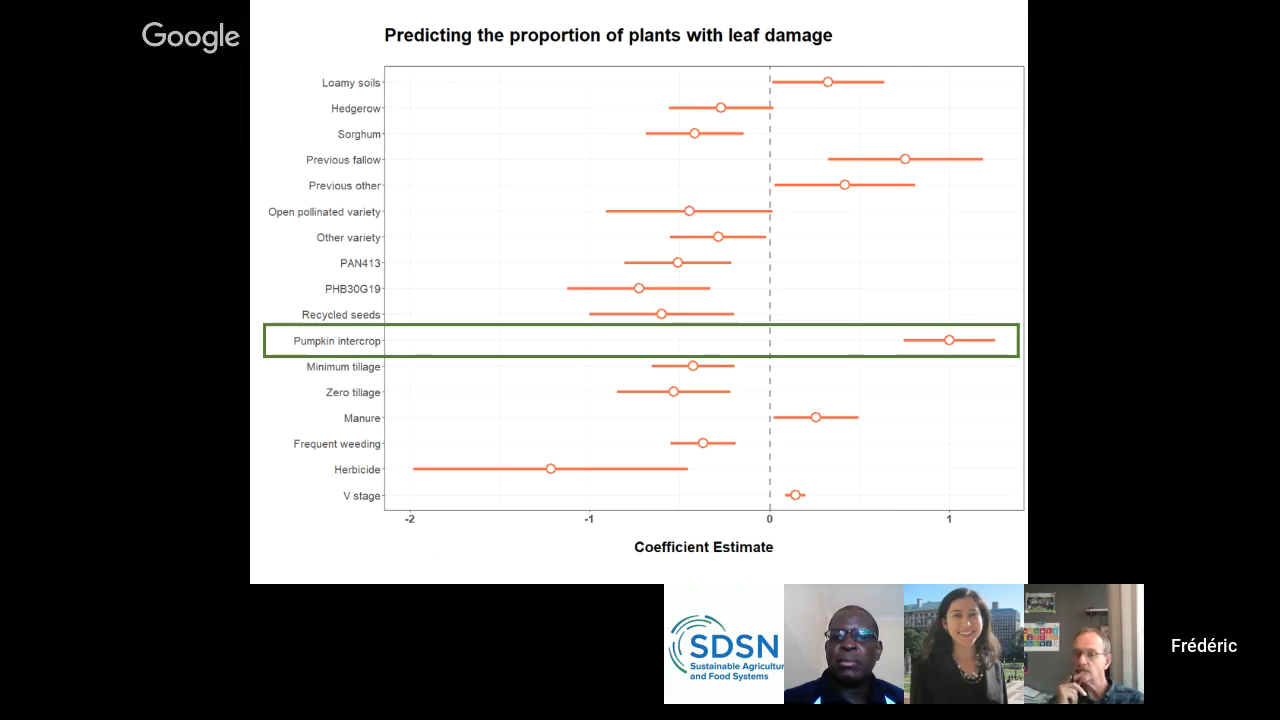 Google
Predicting the proportion of plants with leaf damage
Loamy soils
Hedgerow
Sorghum
Previous fallow
Previous other
Open pollinated variety
Other variety
PAN413
PHB30G19
Recycled seeds
Pumpkin intercrop
Minimum tillage
Zero tillage
Manure
Frequent weeding
Herbicide
V stage
-2 -1 0 1
Coefficient Estimate
SDSN
Sustainable Agricultu
and Food Systems
Frédéric